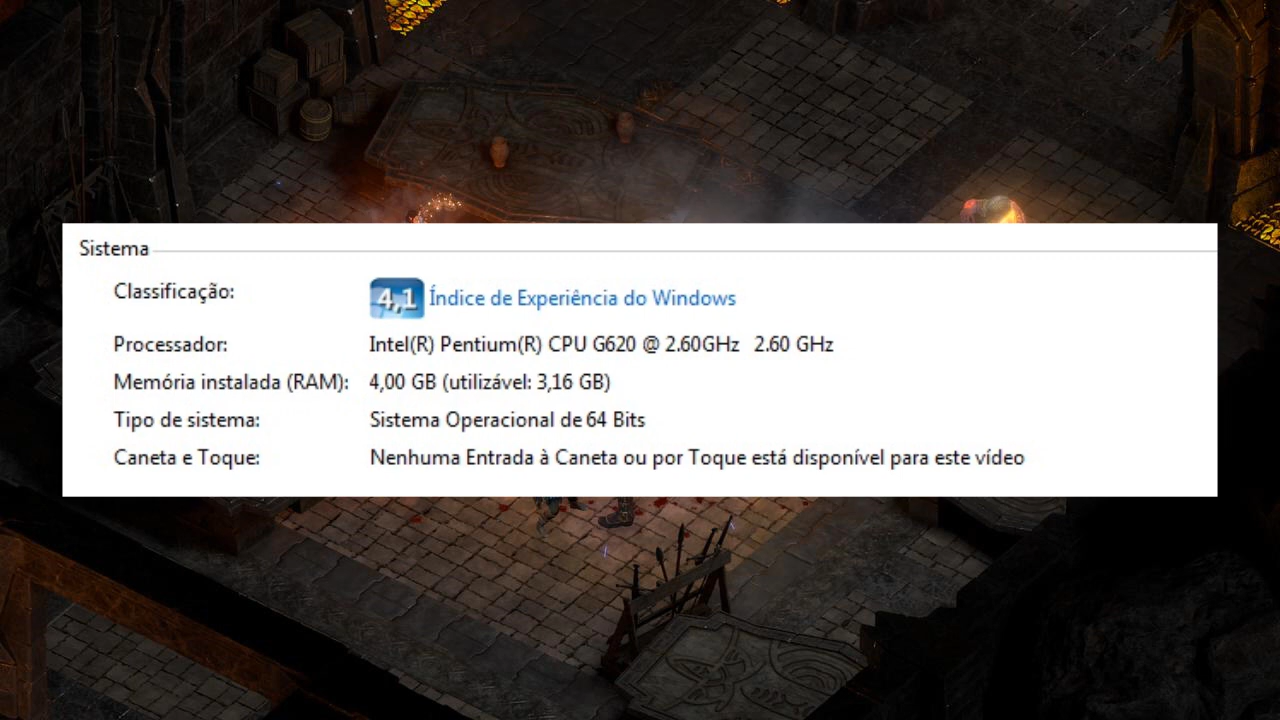 Sistema
Classificação:
4,1 Índice de Experiência do Windows
Processador: Intel(R) Pentium(R) CPU G620 @ 2.60GHz 2.60 GHz
Memória instalada (RAM): 4,00 GB (utilizável: 3,16 GB)
Tipo de sistema: Sistema Operacional de 64 Bits
Caneta e Toque: Nenhuma Entrada à Caneta ou por Toque está disponível para este vídeo